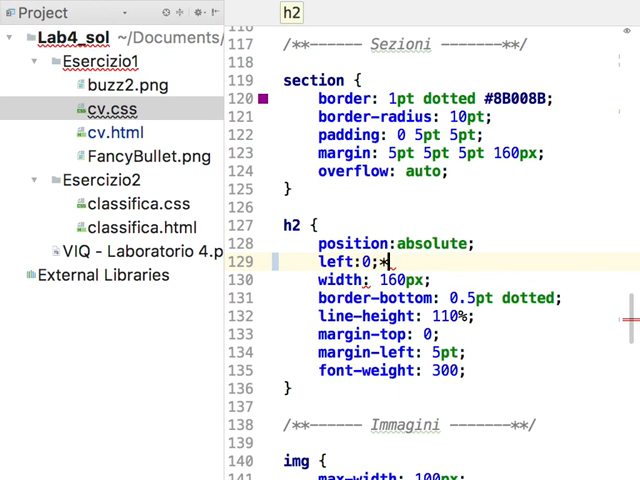 Project
Lab4_sol ~/Documents/
Esercizio1
buzz2.png
cv.css
cv.html
FancyBullet.png
Esercizio2
classifica.css
classifica.html
VIQ - Laboratorio 4.p
External Libraries
h2
117 /**------ Sezioni -------**/
118
119 section {
120 border: 1pt dotted #8B008B;
121 border-radius: 10pt;
122 padding: 0 5pt 5pt;
123 margin: 5pt 5pt 5pt 160px;
124 overflow: auto;
125 }
126
127 h2 {
128 position:absolute;
129 left:0;*
130 width: 160px;
131 border-bottom: 0.5pt dotted;
132 line-height: 110%;
133 margin-top: 0;
134 margin-left: 5pt;
135 font-weight: 300;
136 }
137
138 /**------ Immagini -------**/
139
140 img {
141 max-width: 100px;